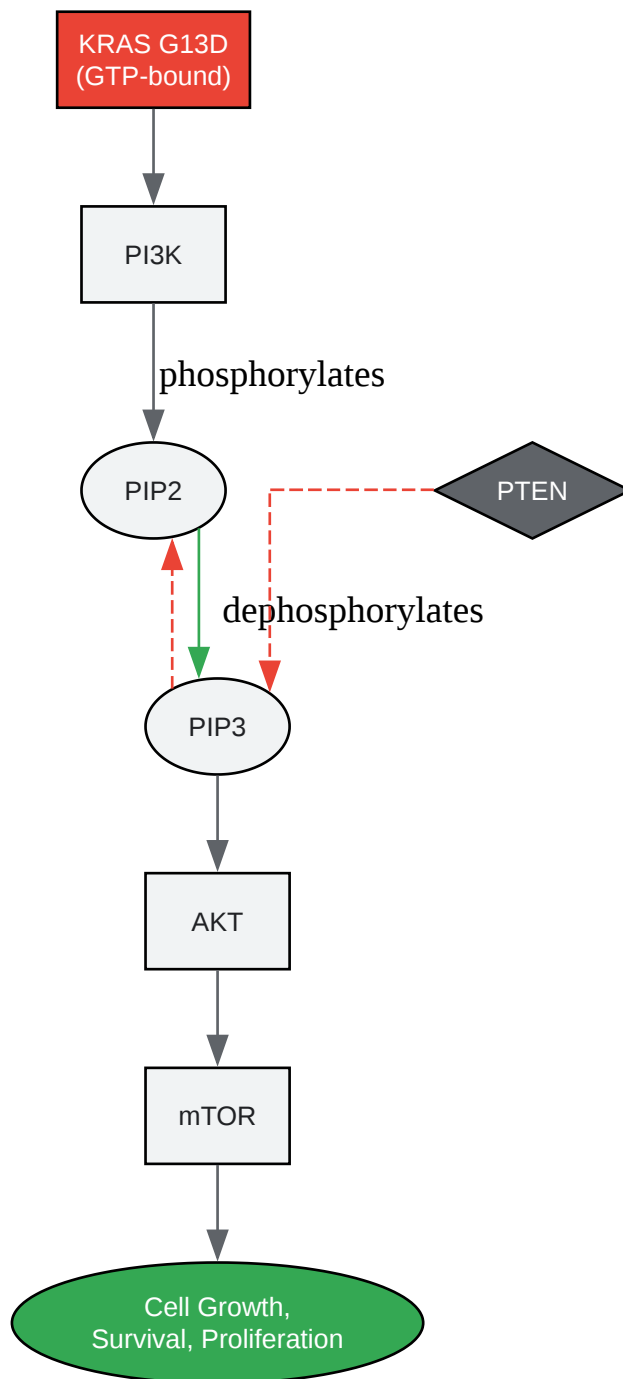 KRAS G13D
(GTP-bound)
PI3K
phosphorylates
PIP2
PTEN
dephosphorylates
PIP3
AKT
mTOR
Cell Growth,
Survival, Proliferation